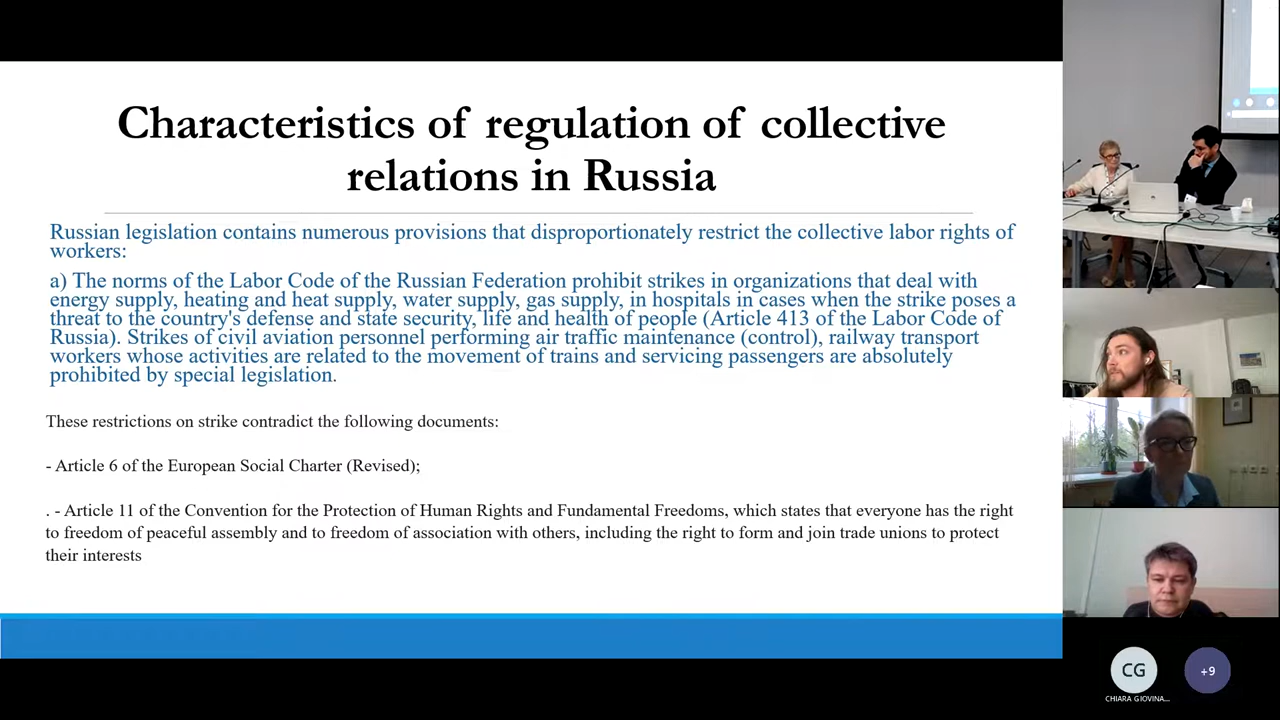 Characteristics of regulation of collective
relations in Russia
Russian legislation contains numerous provisions that disproportionately restrict the collective labor rights of
workers:
a) The norms of the Labor Code of the Russian Federation prohibit strikes in organizations that deal with
energy supply, heating and heat supply, water supply, gas supply, in hospitals in cases when the strike poses a
threat to the country's defense and state security, life and health of people (Article 413 of the Labor Code of
Russia). Strikes of civil aviation personnel performing air traffic maintenance (control), railway transport
workers whose activities are related to the movement of trains and servicing passengers are absolutely
prohibited by special legislation.
These restrictions on strike contradict the following documents:
- Article 6 of the European Social Charter (Revised);
. - Article 11 of the Convention for the Protection of Human Rights and Fundamental Freedoms, which states that everyone has the right
to freedom of peaceful assembly and to freedom of association with others, including the right to form and join trade unions to protect
their interests
CG
+9
CHIARA GIOVINA...